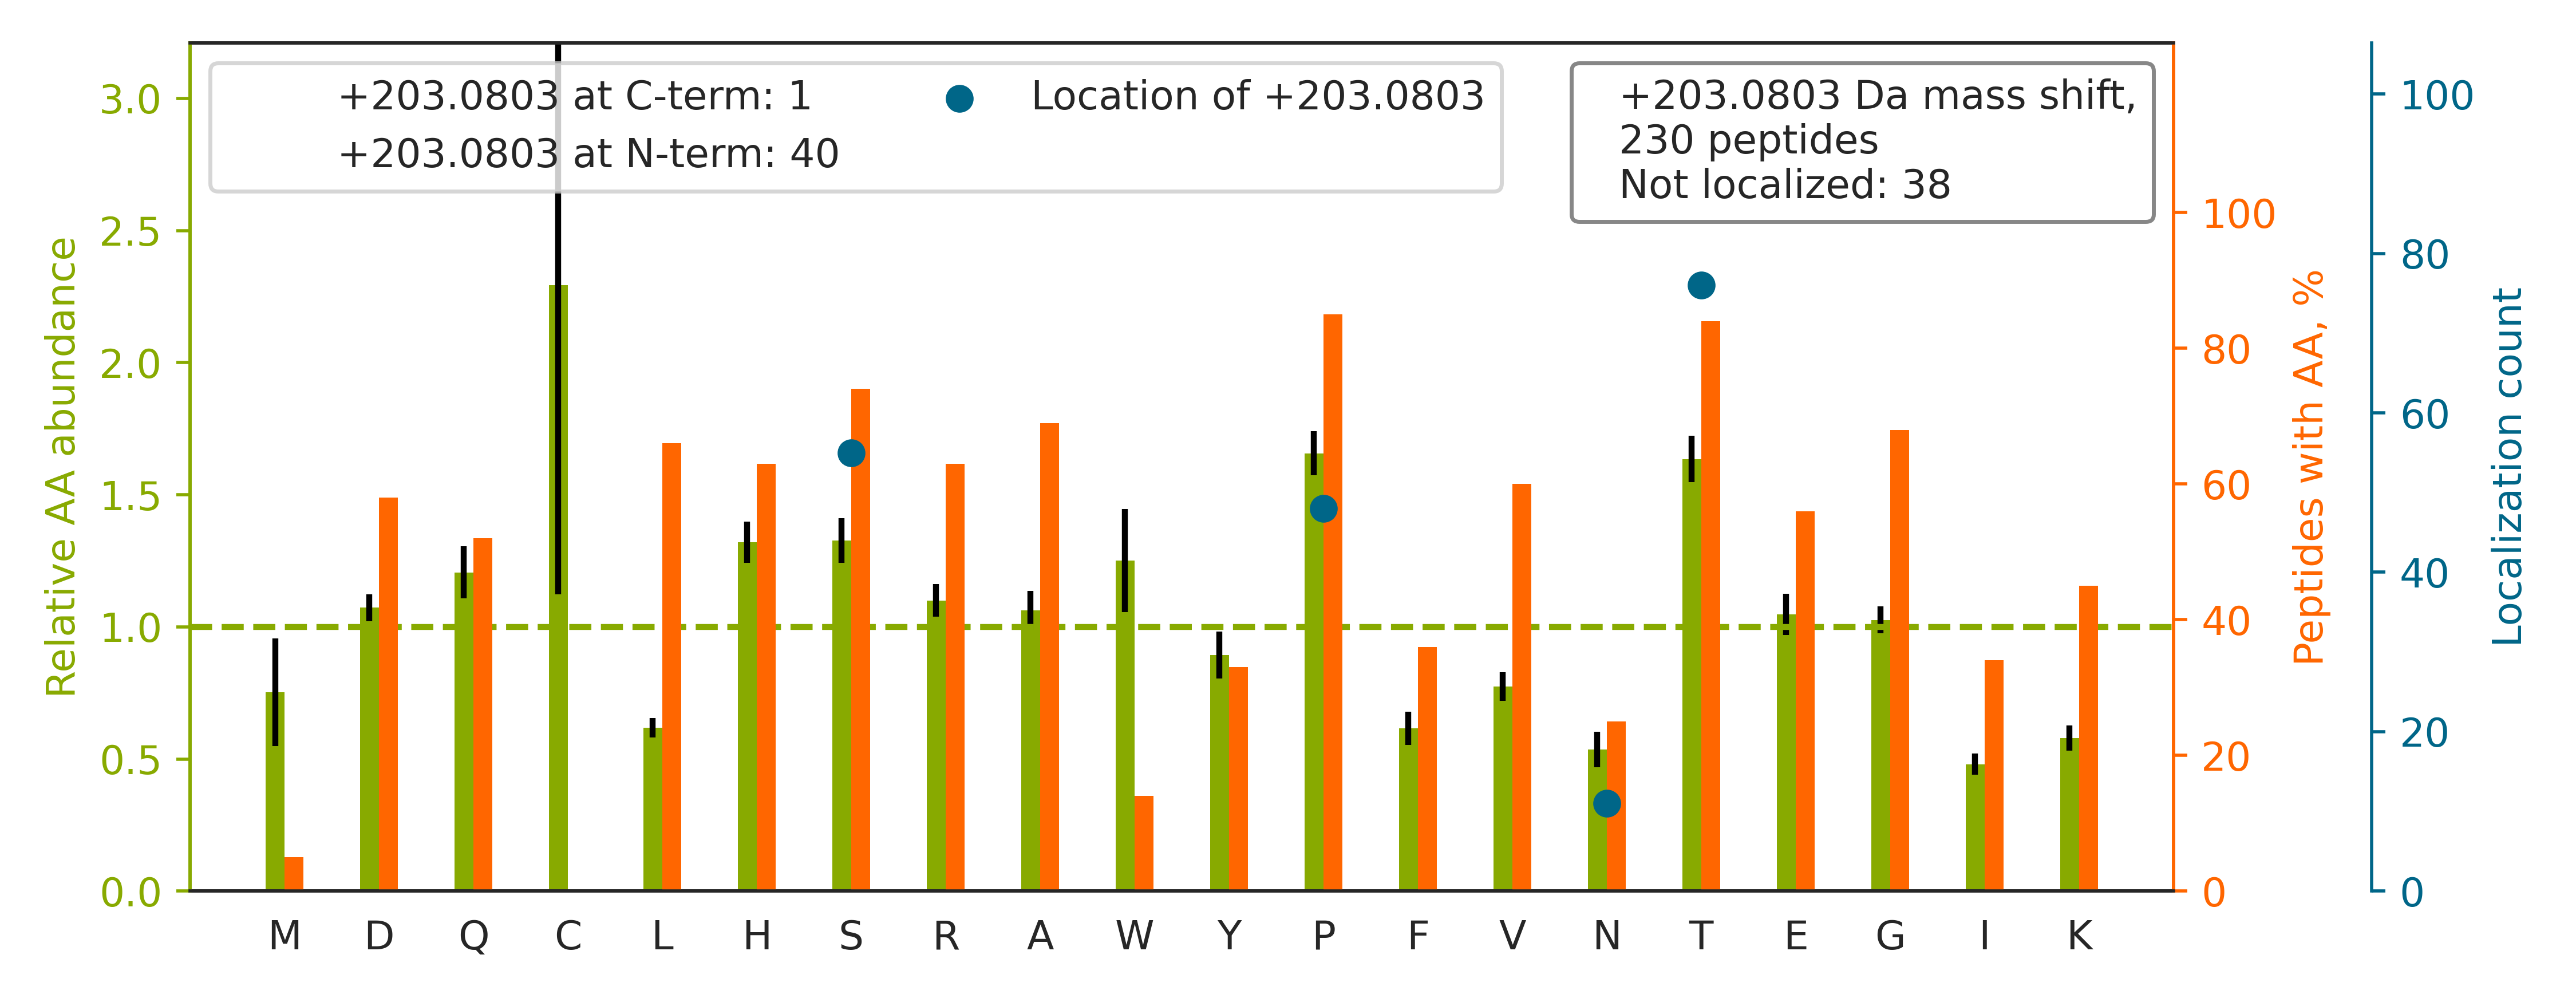 +203.0803 at C-term: 1
+203.0803 at N-term: 40
Location of +203.0803
+203.0803 Da mass shift,
230 peptides
Not localized: 38
Relative AA abundance
3.0
2.5
2.0
1.5
1.0
0.5
0.0
M D Q C L H S R A W Y P F V N T E G I K
100
80
60
40
20
0
Peptides with AA, %
100
80
60
40
20
0
Localization count